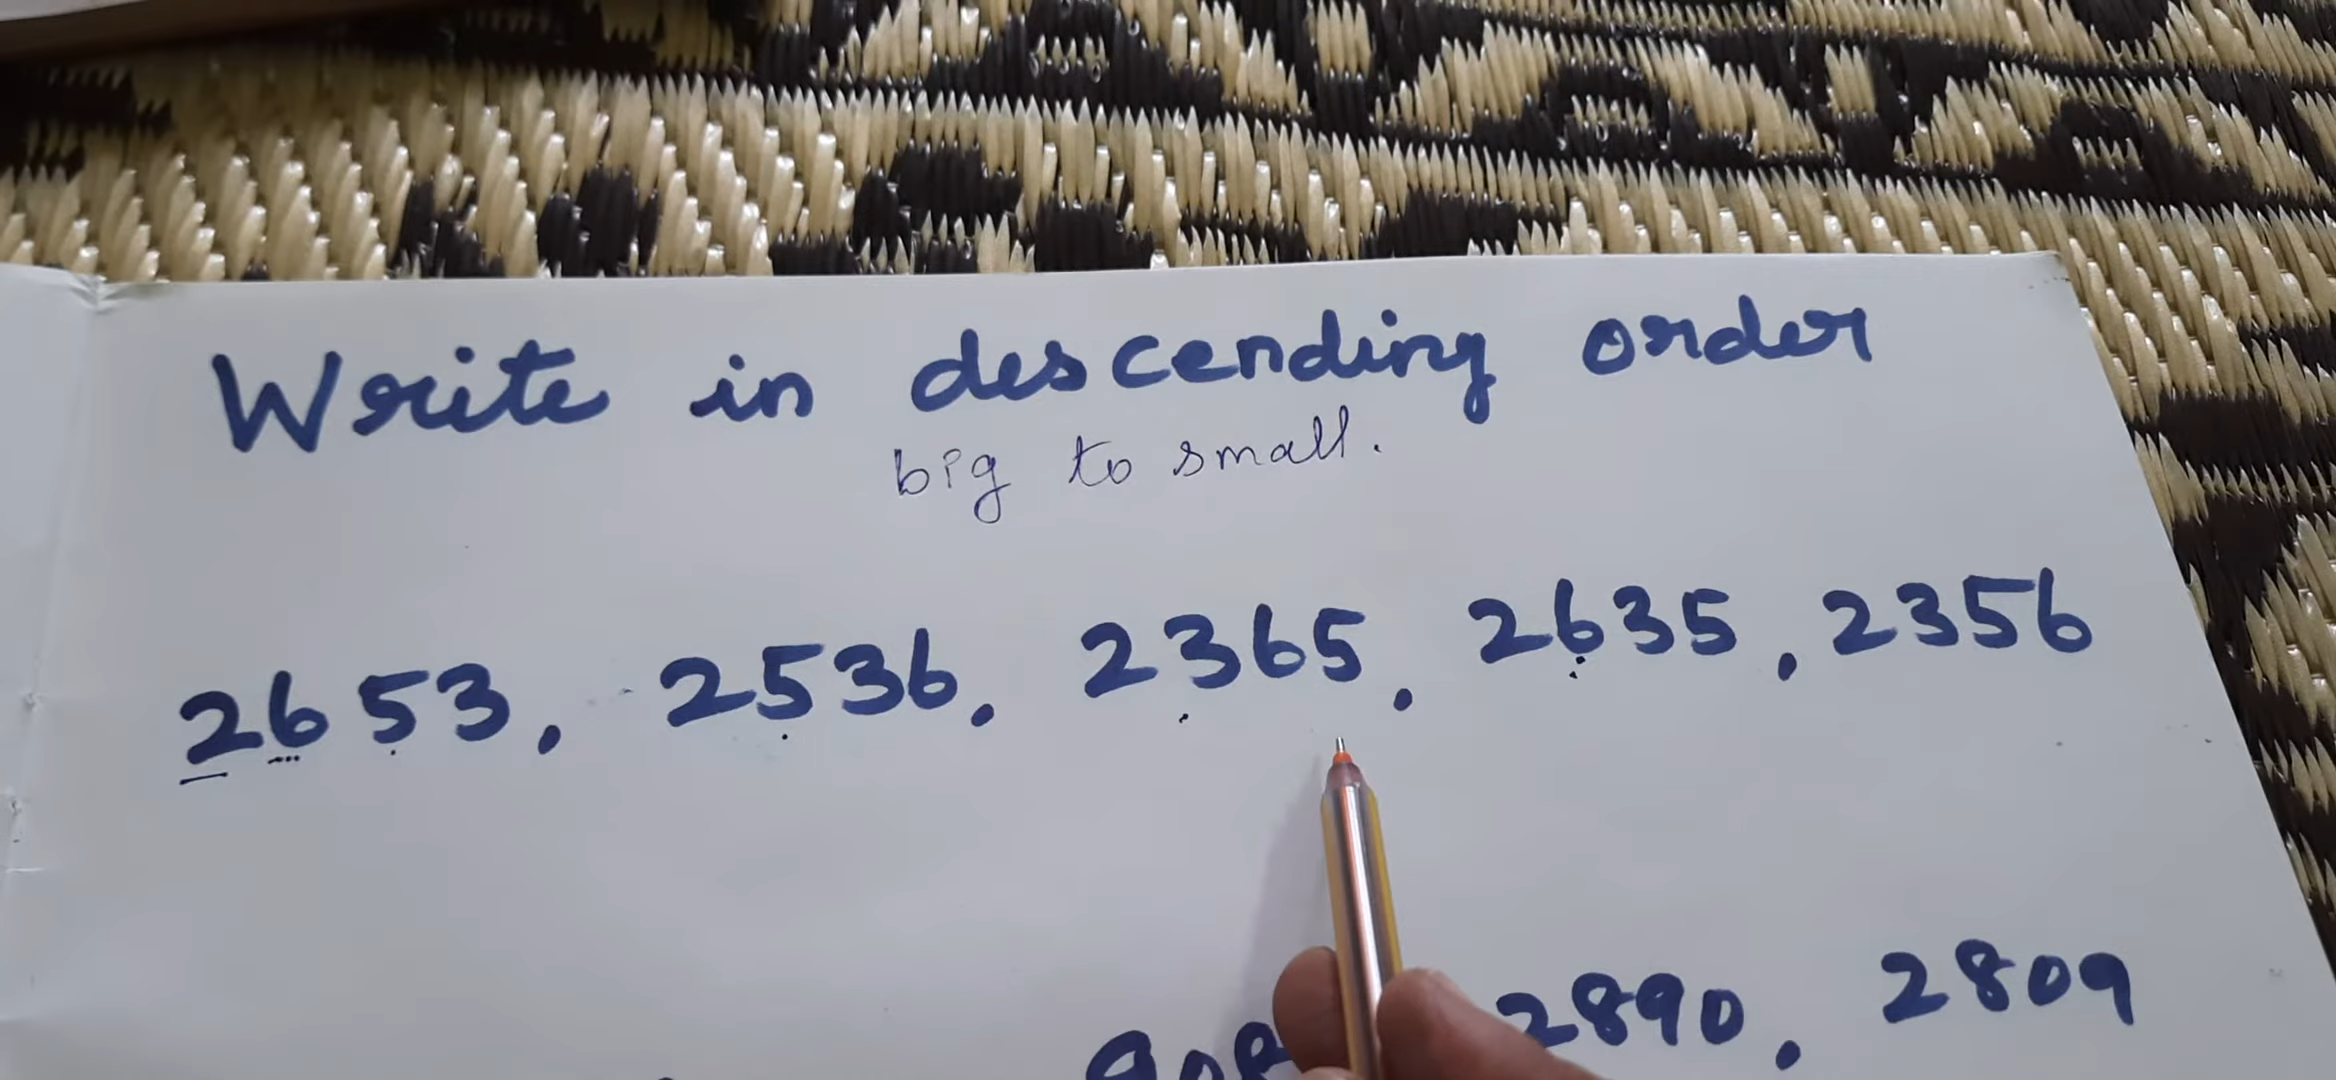 Write in descending order
big to small.
2653, 2536, 2365, 2635, 2356
2890, 2809